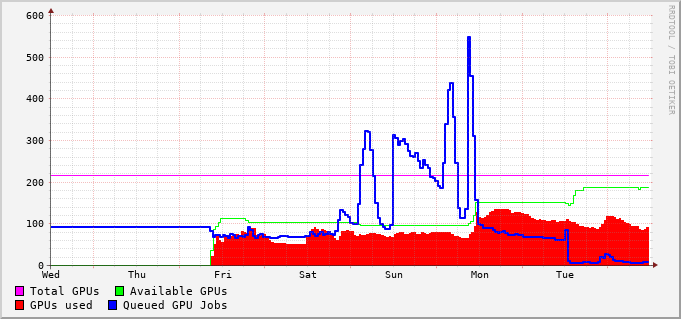 600
500
400
300
200
100
0
Wed Thu Fri Sat Sun Mon Tue
Total GPUs Available GPUs
GPUs used Queued GPU Jobs
RRDTOOL / TOBI OETIKER